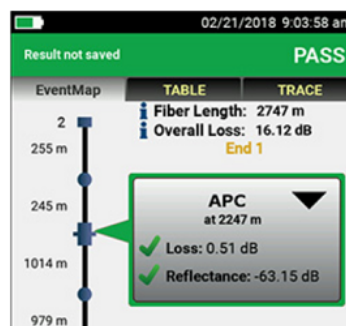 02/21/2018 9:03:58 am
Result not saved
PASS
EventMap TABLE TRACE
Fiber Length: 2747 m
Overall Loss: 16.12 dB
End 1
2
255 m
245 m
1014 m
979 m
APC
at 2247 m
Loss: 0.51 dB
Reflectance: -63.15 dB